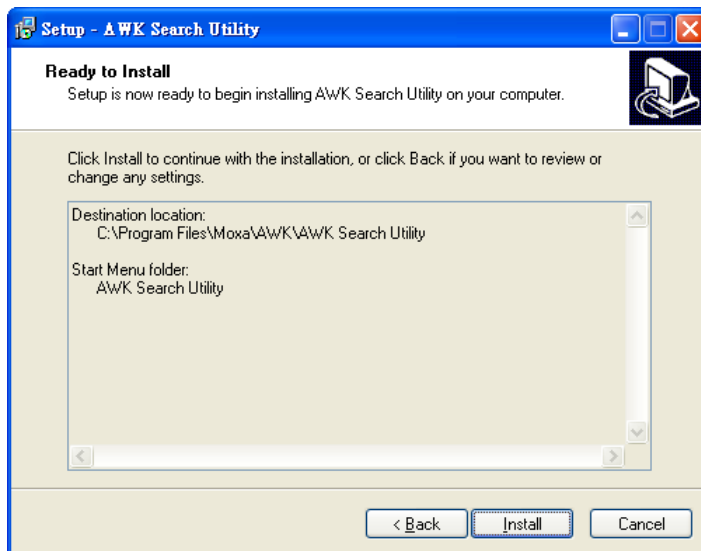 Setup - AWK Search Utility
Ready to Install
Setup is now ready to begin installing AWK Search Utility on your computer.
Click Install to continue with the installation, or click Back if you want to review or
change any settings.
Destination location:
C:\Program Files\Moxa\AWK\AWK Search Utility
Start Menu folder:
AWK Search Utility
< Back
Install
Cancel